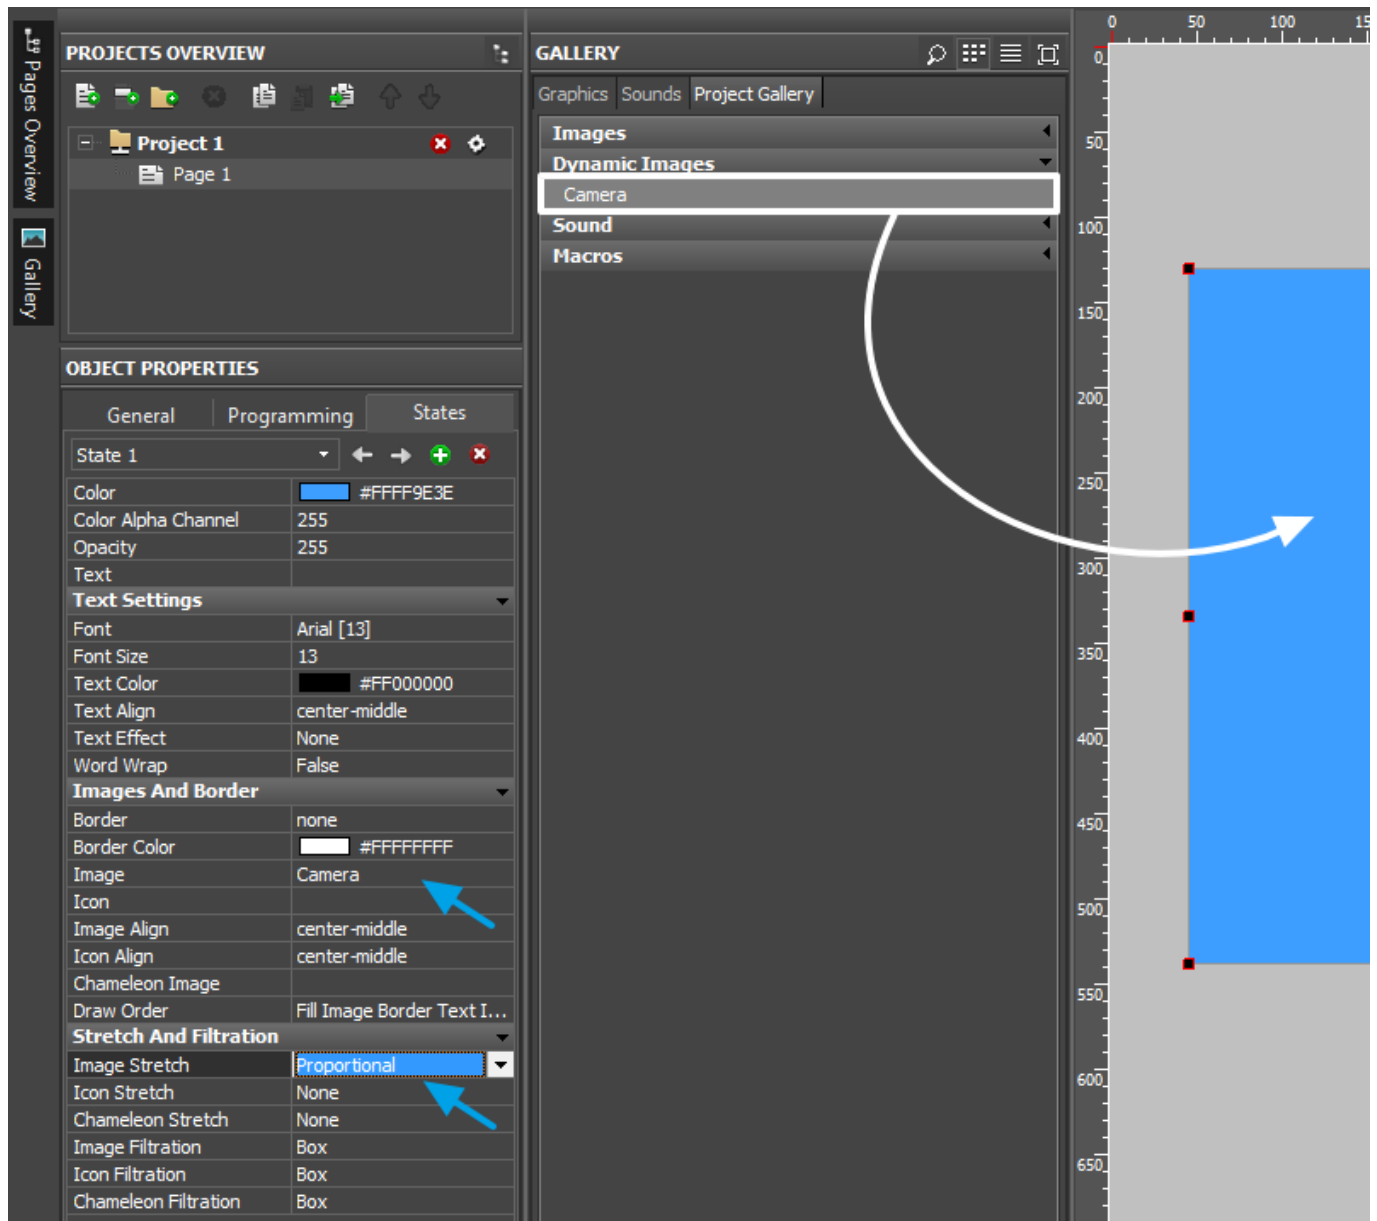 Pages Overview
Gallery
PROJECTS OVERVIEW
Project 1
Page 1
OBJECT PROPERTIES
General Programming States
State 1
Color #FFFF9E3E
Color Alpha Channel 255
Opacity 255
Text
Text Settings
Font Arial [13]
Font Size 13
Text Color #FF000000
Text Align center-middle
Text Effect None
Word Wrap False
Images And Border
Border none
Border Color #FFFFFFFF
Image Camera
Icon
Image Align center-middle
Icon Align center-middle
Chameleon Image
Draw Order Fill Image Border Text I...
Stretch And Filtration
Image Stretch Proportional
Icon Stretch None
Chameleon Stretch None
Image Filtration Box
Icon Filtration Box
Chameleon Filtration Box
GALLERY
Graphics Sounds Project Gallery
Images
Dynamic Images
Camera
Sound
Macros
0 50 100 15
0
50
100
150
200
250
300
350
400
450
500
550
600
650